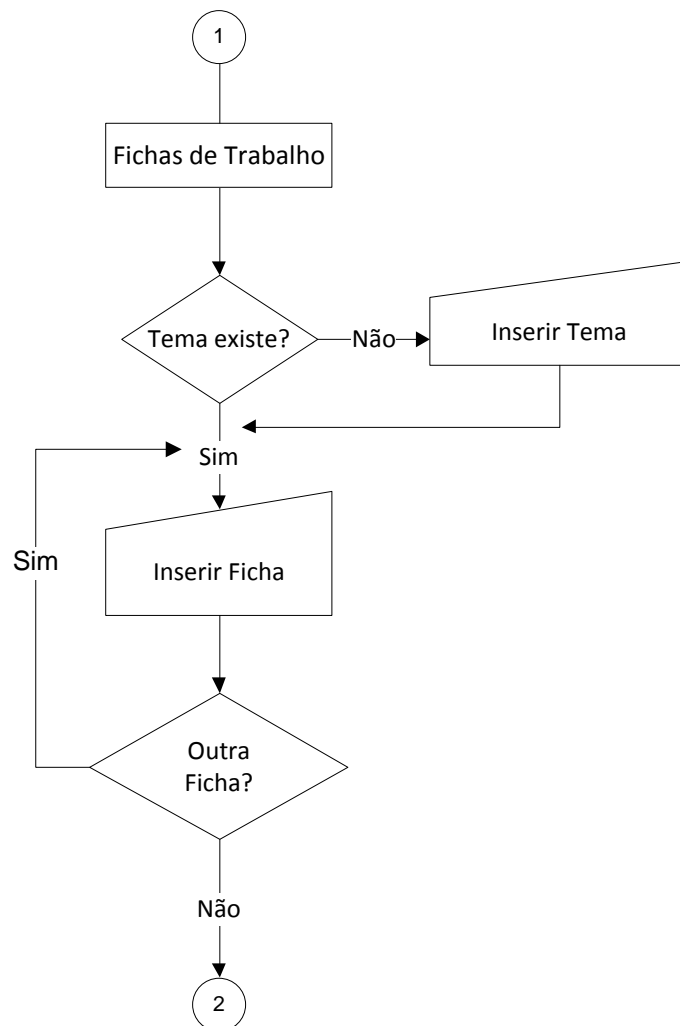 1
Fichas de Trabalho
Tema existe?
Não
Inserir Tema
Sim
Inserir Ficha
Sim
Outra
Ficha?
Não
2